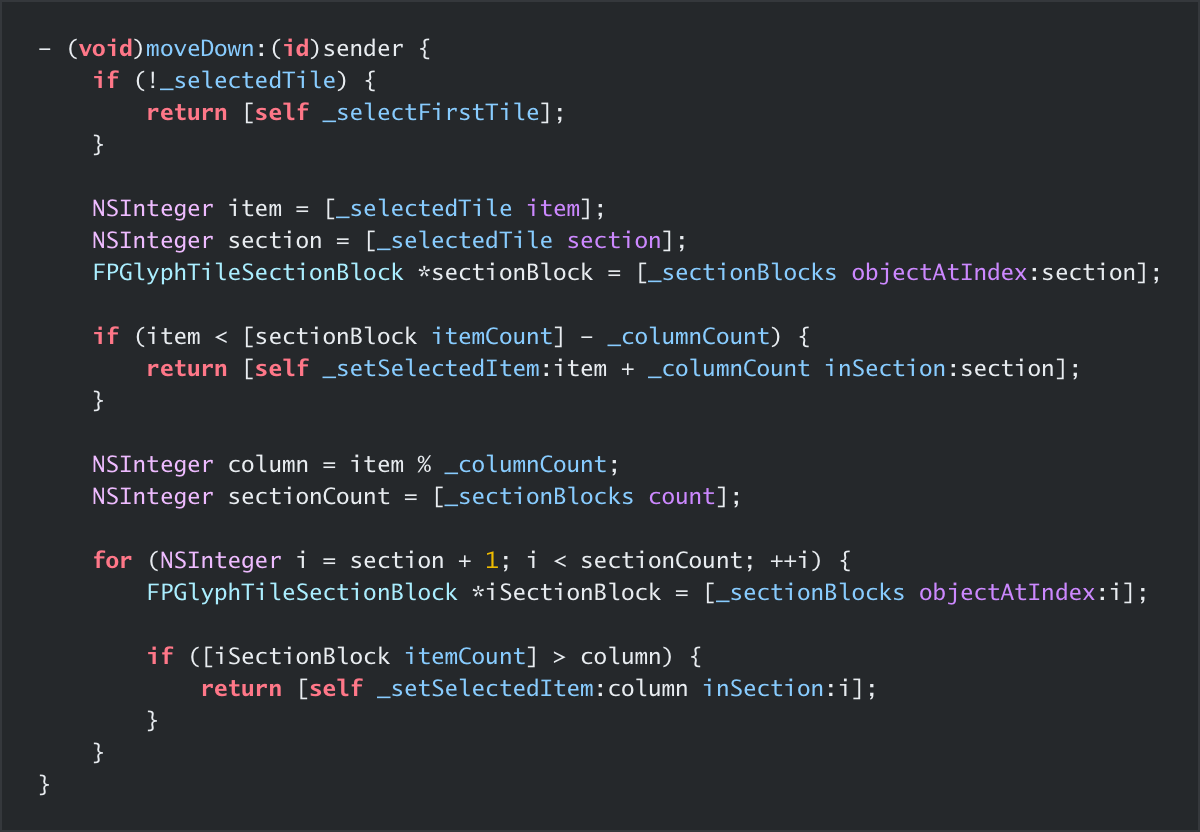 - (void)moveDown:(id)sender {
    if (!_selectedTile) {
        return [self _selectFirstTile];
    }

    NSInteger item = [_selectedTile item];
    NSInteger section = [_selectedTile section];
    FPGlyphTileSectionBlock *sectionBlock = [_sectionBlocks objectAtIndex:section];

    if (item < [sectionBlock itemCount] - _columnCount) {
        return [self _setSelectedItem:item + _columnCount inSection:section];
    }

    NSInteger column = item % _columnCount;
    NSInteger sectionCount = [_sectionBlocks count];

    for (NSInteger i = section + 1; i < sectionCount; ++i) {
        FPGlyphTileSectionBlock *iSectionBlock = [_sectionBlocks objectAtIndex:i];

        if ([iSectionBlock itemCount] > column) {
            return [self _setSelectedItem:column inSection:i];
        }
    }
}